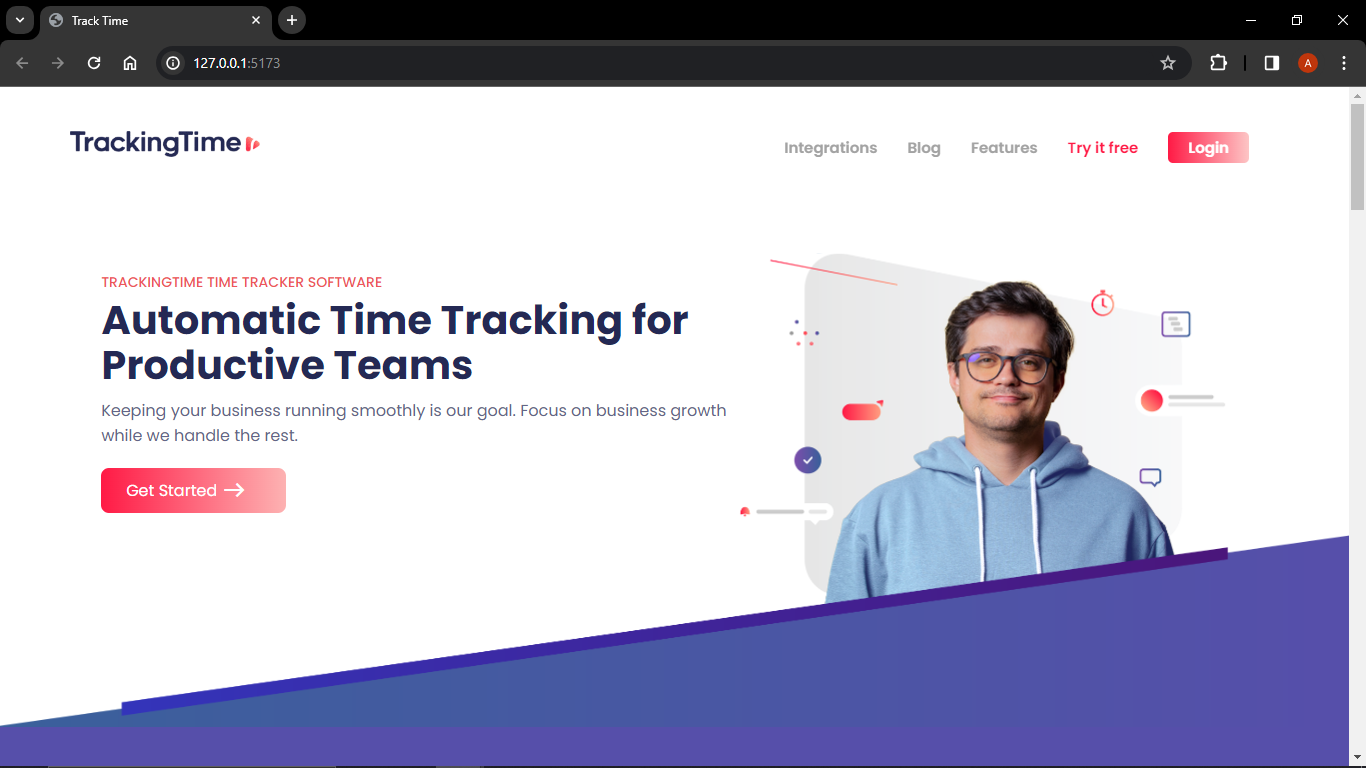 Track Time
127.0.0.1:5173
A
TrackingTime
Integrations Blog Features Try it free Login
TRACKINGTIME TIME TRACKER SOFTWARE
Automatic Time Tracking for
Productive Teams
Keeping your business running smoothly is our goal. Focus on business growth
while we handle the rest.
Get Started